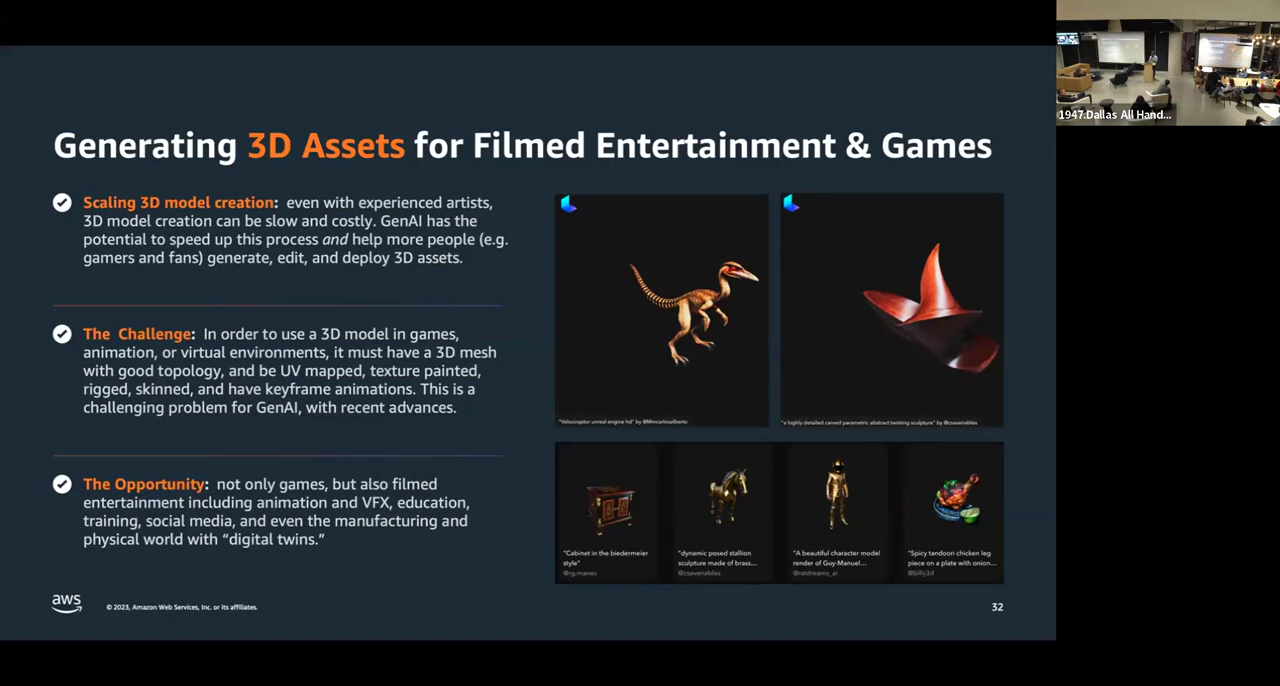 1947:Dallas All Hand...
Generating 3D Assets for Filmed Entertainment & Games
Scaling 3D model creation: even with experienced artists,
3D model creation can be slow and costly. GenAI has the
potential to speed up this process and help more people (e.g.
gamers and fans) generate, edit, and deploy 3D assets.
The Challenge: In order to use a 3D model in games,
animation, or virtual environments, it must have a 3D mesh
with good topology, and be UV mapped, texture painted,
rigged, skinned, and have keyframe animations. This is a
challenging problem for GenAI, with recent advances.
The Opportunity: not only games, but also filmed
entertainment including animation and VFX, education,
training, social media, and even the manufacturing and
physical world with “digital twins.”
"Velociraptor unreal engine hd" by @Mmcarlosalberto
"a highly detailed carved parametric abstract twisting sculpture" by @csavenables
"Cabinet in the biedermeier
style"
@rg.manes
"dynamic posed stallion
sculpture made of brass...
@csavenables
"A beautiful character model
render of Guy-Manuel...
@ratdreams_ai
"Spicy tandoori chicken leg
piece on a plate with onion...
@billy3d
aws
© 2023, Amazon Web Services, Inc. or its affiliates.
32